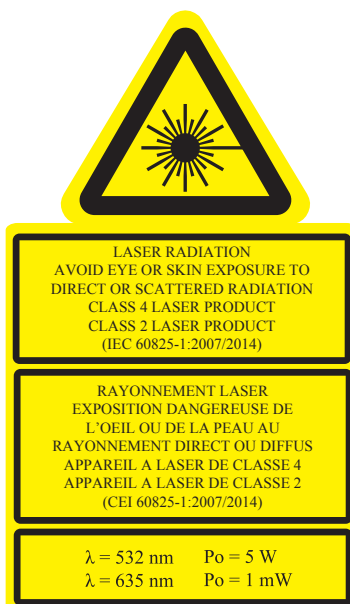 LASER RADIATION
AVOID EYE OR SKIN EXPOSURE TO
DIRECT OR SCATTERED RADIATION
CLASS 4 LASER PRODUCT
CLASS 2 LASER PRODUCT
(IEC 60825-1:2007/2014)
RAYONNEMENT LASER
EXPOSITION DANGEREUSE DE
L'OEIL OU DE LA PEAU AU
RAYONNEMENT DIRECT OU DIFFUS
APPAREIL A LASER DE CLASSE 4
APPAREIL A LASER DE CLASSE 2
(CEI 60825-1:2007/2014)
λ = 532 nm Po = 5 W
λ = 635 nm Po = 1 mW